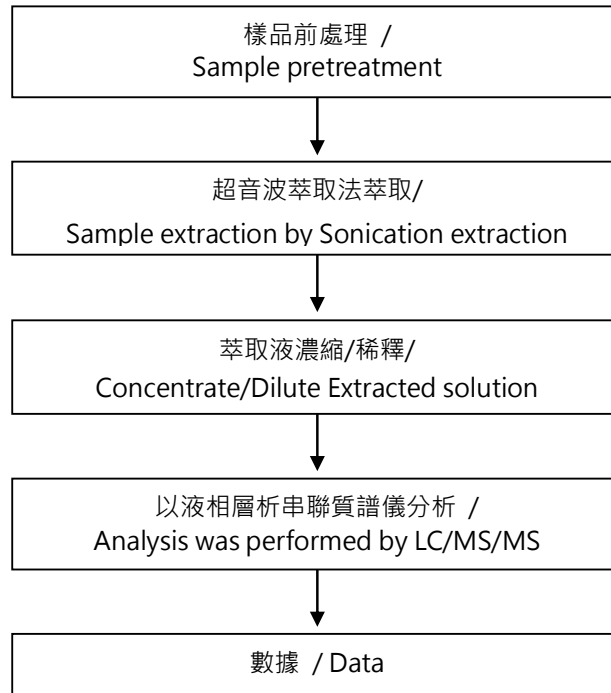 樣品前處理 /
Sample pretreatment
超音波萃取法萃取/
Sample extraction by Sonication extraction
萃取液濃縮/稀釋/
Concentrate/Dilute Extracted solution
以液相層析串聯質譜儀分析 /
Analysis was performed by LC/MS/MS
數據 / Data